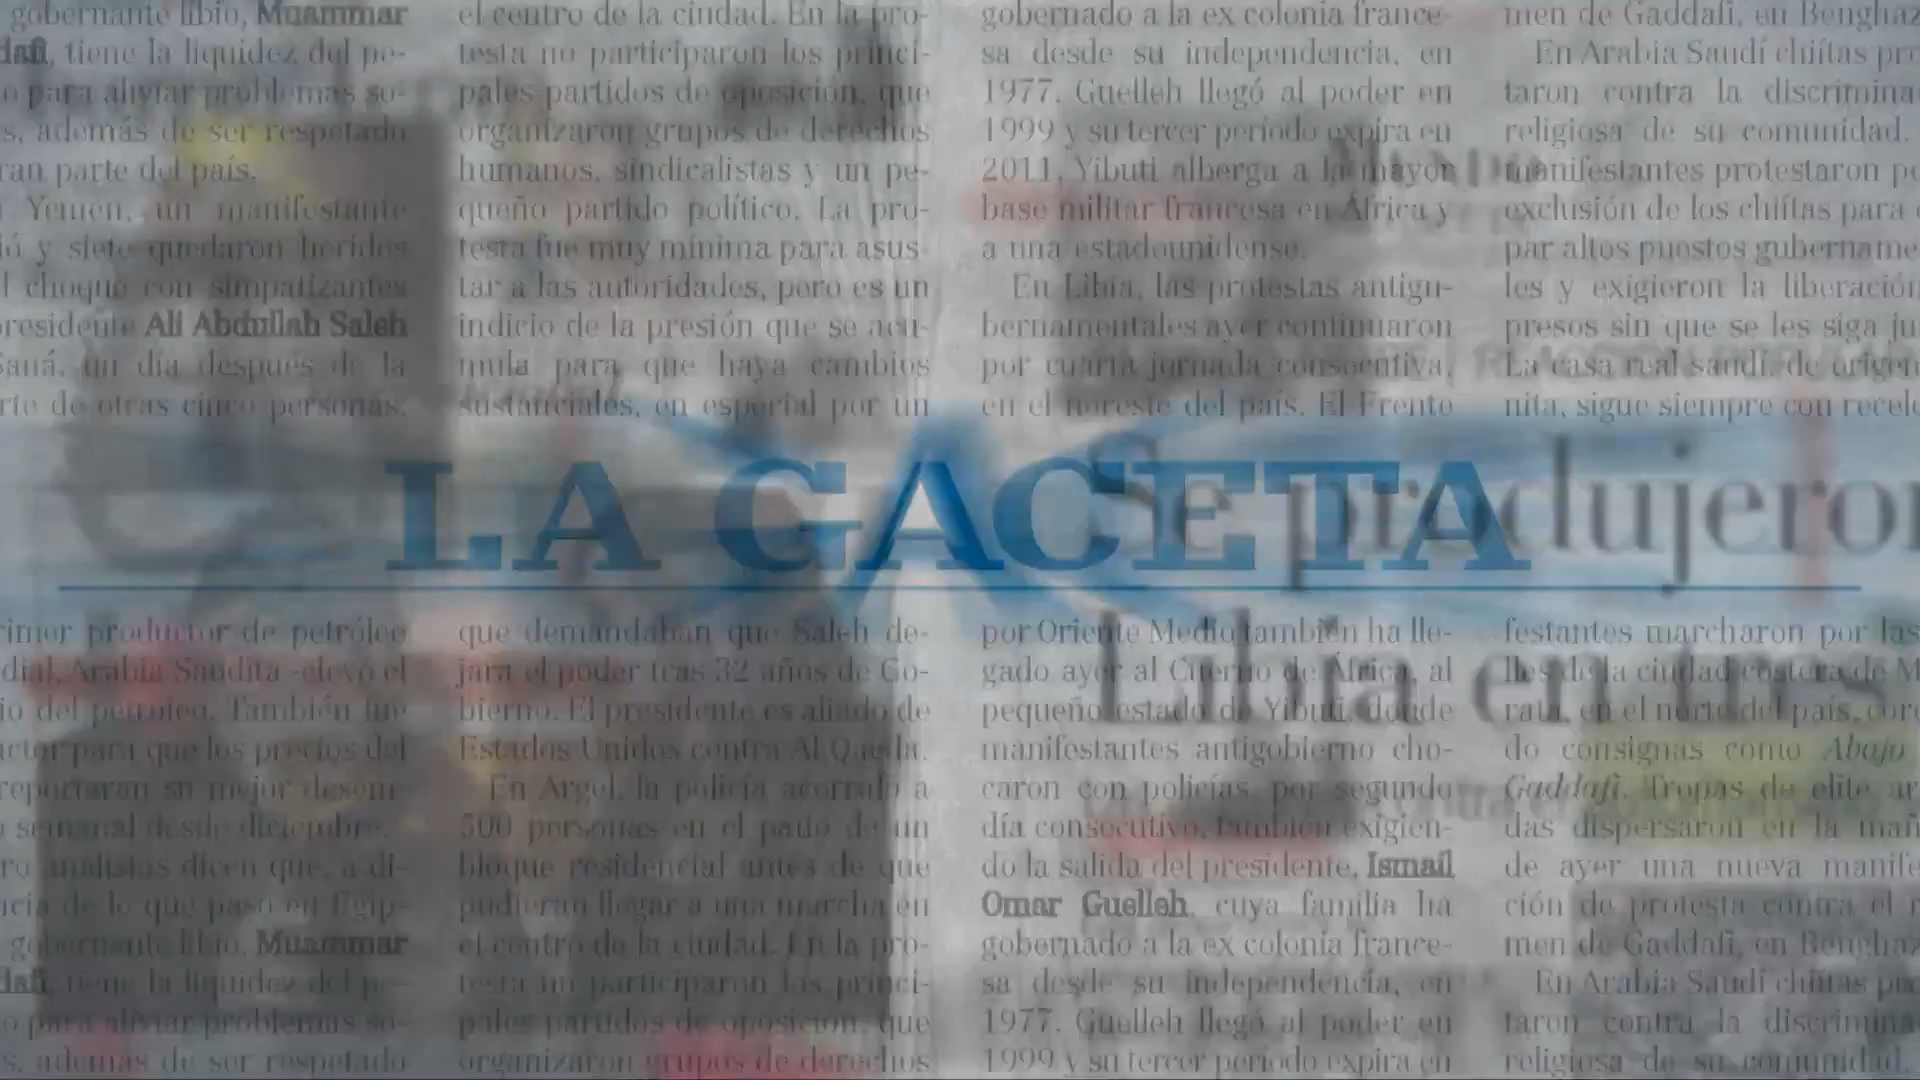 gobernante libio, Muammar
dafi, tiene la liquidez del pe-
o para aliviar problemas so-
s, además de ser respetado
ran parte del país.
Yemen, un manifestante
ió y siete quedaron heridos
l choque con simpatizantes
presidente Alí Abdullah Saleh
Saná, un día después de la
rte de otras cinco personas,
el centro de la ciudad. En la pro-
testa no participaron los princi-
pales partidos de oposición, que
organizaron grupos de derechos
humanos, sindicalistas y un pe-
queño partido político. La pro-
testa fue muy mínima para asus-
tar a las autoridades, pero es un
indicio de la presión que se acu-
mula para que haya cambios
sustanciales, en especial por un
gobernado a la ex colonia france-
sa desde su independencia, en
1977. Guelleh llegó al poder en
1999 y su tercer período expira en
2011. Yibuti alberga a la mayor
base militar francesa en África y
a una estadounidense.
En Libia, las protestas antigu-
bernamentales ayer continuaron
por cuarta jornada consecutiva,
en el noreste del país. El Frente
men de Gaddafi, en Benghaz
En Arabia Saudí chiítas pro
taron contra la discrimina
religiosa de su comunidad.
manifestantes protestaron po
exclusión de los chiítas para
par altos puestos gubername
les y exigieron la liberación
presos sin que se les siga ju
La casa real saudí, de origen
nita, sigue siempre con recelo
LA GACETA
Se produjeron
Libia en tres
rimer productor de petróleo
dial, Arabia Saudita -elevó el
io del petróleo. También fue
actor para que los precios del
reportaran su mejor desem-
o semanal desde diciembre.
ro analistas dicen que, a di-
ncia de lo que pasó en Egip-
gobernante libio, Muammar
dafi, tiene la liquidez del pe-
o para aliviar problemas so-
s, además de ser respetado
que demandaban que Saleh de-
jara el poder tras 32 años de Go-
bierno. El presidente es aliado de
Estados Unidos contra Al Qaeda.
En Argel, la policía acorraló a
500 personas en el patio de un
bloque residencial antes de que
pudieran llegar a una marcha en
el centro de la ciudad. En la pro-
testa no participaron los princi-
pales partidos de oposición, que
organizaron grupos de derechos
por Oriente Medio también ha lle-
gado ayer al Cuerno de África, al
pequeño estado de Yibuti, donde
manifestantes antigobierno cho-
caron con policías, por segundo
día consecutivo, también exigien-
do la salida del presidente, Ismail
Omar Guelleh, cuya familia ha
gobernado a la ex colonia france-
sa desde su independencia, en
1977. Guelleh llegó al poder en
1999 y su tercer período expira en
festantes marcharon por las
lles de la ciudad costera de M
rata, en el norte del país, core
do consignas como Abajo
Gaddafi. Tropas de elite ar
das dispersaron en la mañ
de ayer una nueva manife
ción de protesta contra el r
men de Gaddafi, en Benghaz
En Arabia Saudí chiítas pro
taron contra la discrimina
religiosa de su comunidad.